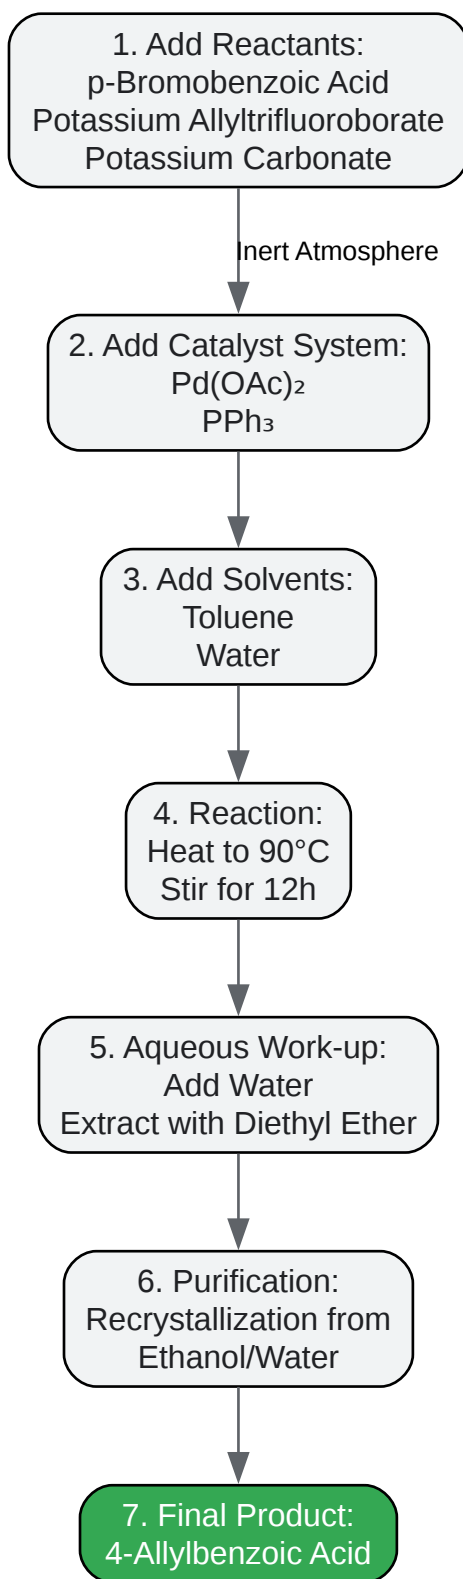 1. Add Reactants:
p-Bromobenzoic Acid
Potassium Allyltrifluoroborate
Potassium Carbonate
Inert Atmosphere
2. Add Catalyst System:
Pd(OAc)₂
PPh₃
3. Add Solvents:
Toluene
Water
4. Reaction:
Heat to 90°C
Stir for 12h
5. Aqueous Work-up:
Add Water
Extract with Diethyl Ether
6. Purification:
Recrystallization from
Ethanol/Water
7. Final Product:
4-Allylbenzoic Acid